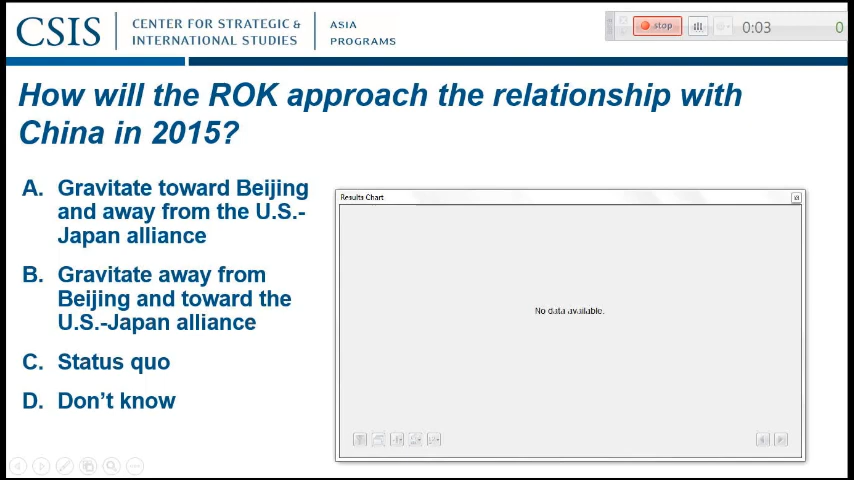 CSIS
CENTER FOR STRATEGIC &
INTERNATIONAL STUDIES
ASIA
PROGRAMS
stop
0:03
0
How will the ROK approach the relationship with
China in 2015?
A. Gravitate toward Beijing
and away from the U.S.-
Japan alliance
B. Gravitate away from
Beijing and toward the
U.S.-Japan alliance
C. Status quo
D. Don't know
Results Chart
No data available.